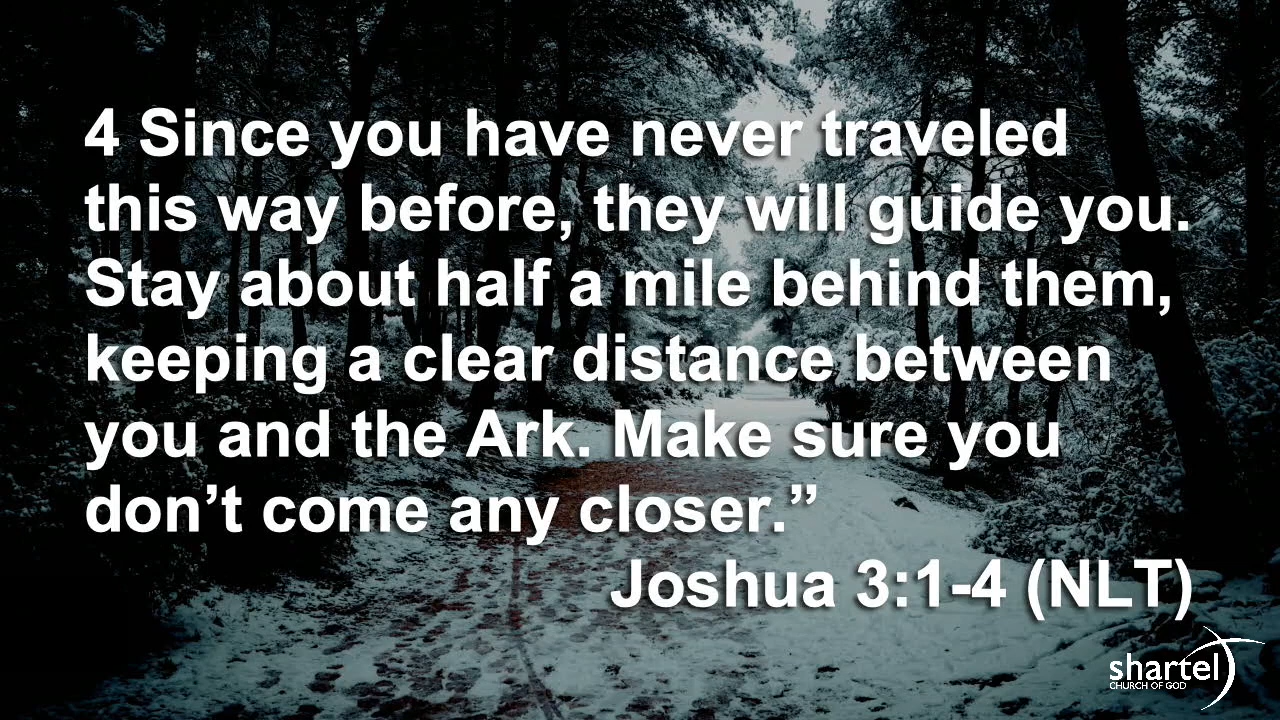 4 Since you have never traveled
this way before, they will guide you.
Stay about half a mile behind them,
keeping a clear distance between
you and the Ark. Make sure you
don’t come any closer.”
Joshua 3:1-4 (NLT)
shartel
CHURCH OF GOD